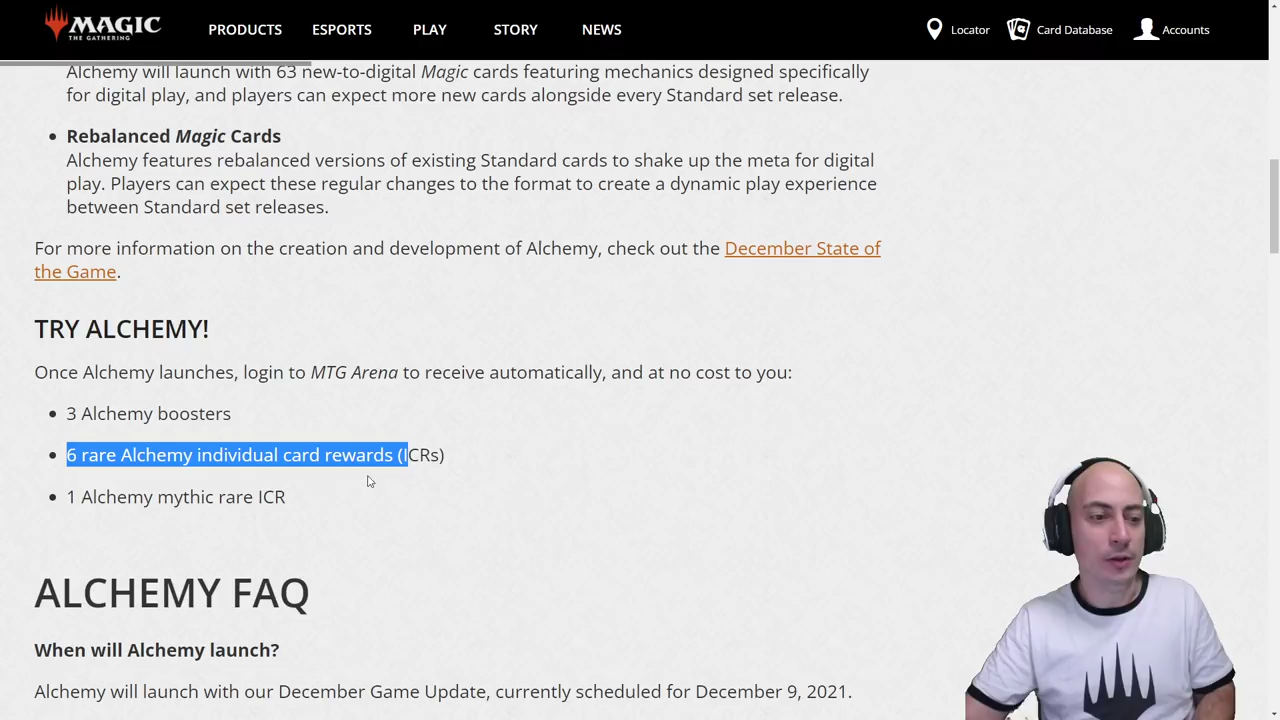 MAGIC
THE GATHERING
PRODUCTS ESPORTS PLAY STORY NEWS Locator Card Database Accounts
Alchemy will launch with 63 new-to-digital Magic cards featuring mechanics designed specifically
for digital play, and players can expect more new cards alongside every Standard set release.
• Rebalanced Magic Cards
Alchemy features rebalanced versions of existing Standard cards to shake up the meta for digital
play. Players can expect these regular changes to the format to create a dynamic play experience
between Standard set releases.
For more information on the creation and development of Alchemy, check out the December State of
the Game.
TRY ALCHEMY!
Once Alchemy launches, login to MTG Arena to receive automatically, and at no cost to you:
• 3 Alchemy boosters
• 6 rare Alchemy individual card rewards (ICRs)
• 1 Alchemy mythic rare ICR
ALCHEMY FAQ
When will Alchemy launch?
Alchemy will launch with our December Game Update, currently scheduled for December 9, 2021.